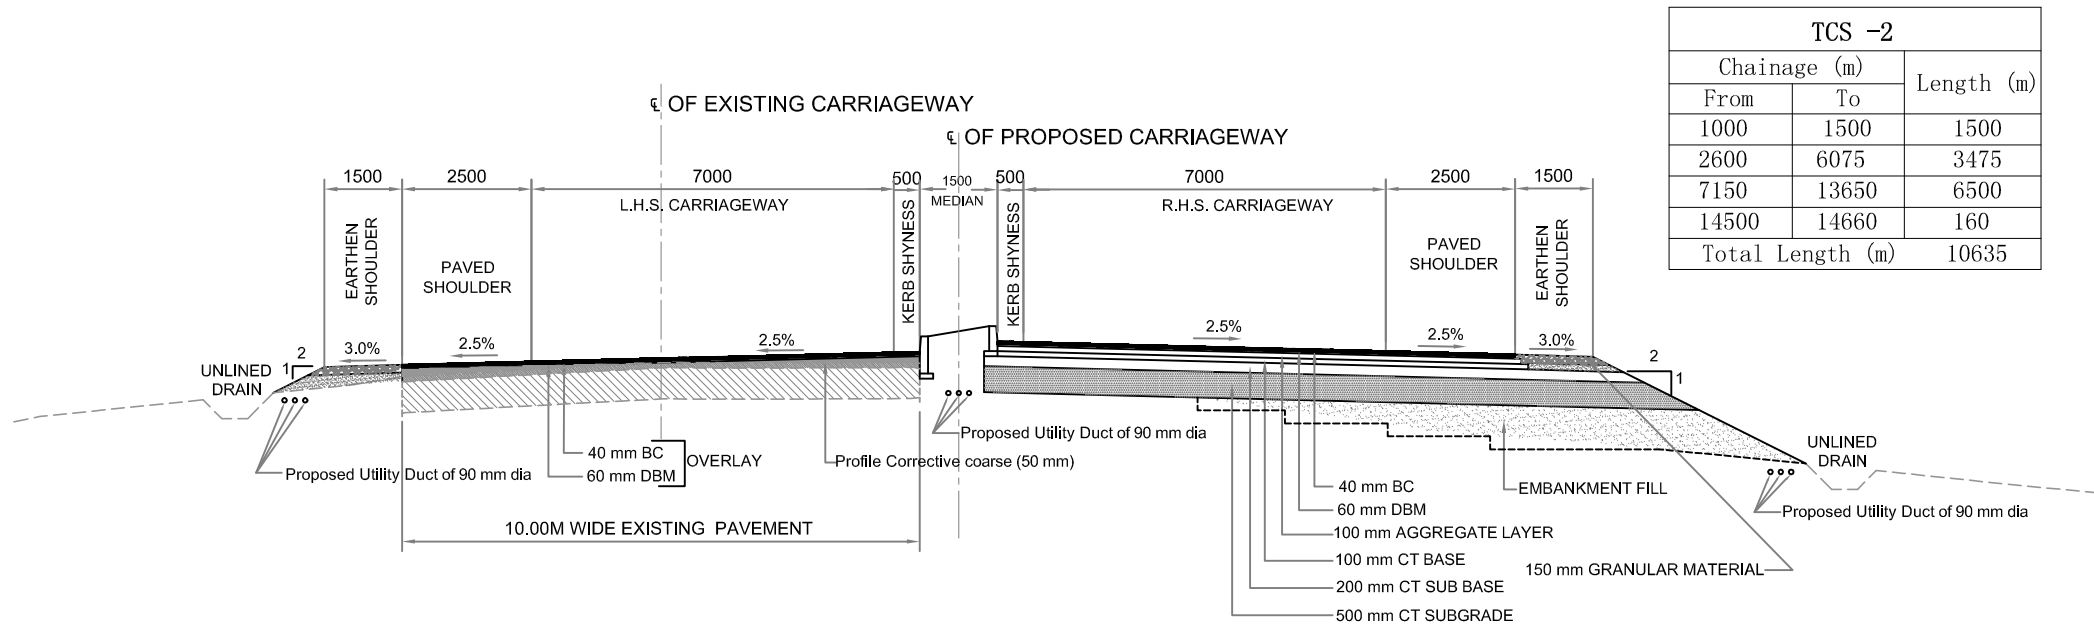 TCS -2
Chainage (m) Length (m)
From To
1000 1500 1500
2600 6075 3475
7150 13650 6500
14500 14660 160
Total Length (m) 10635
℄ OF EXISTING CARRIAGEWAY
℄ OF PROPOSED CARRIAGEWAY
1500 2500 7000 500 1500 500 7000 2500 1500
MEDIAN
L.H.S. CARRIAGEWAY
R.H.S. CARRIAGEWAY
EARTHEN
SHOULDER
PAVED
SHOULDER
KERB SHYNESS
KERB SHYNESS
PAVED
SHOULDER
EARTHEN
SHOULDER
3.0% 2.5% 2.5% 2.5% 2.5% 3.0%
2
1
2
1
UNLINED
DRAIN
UNLINED
DRAIN
Proposed Utility Duct of 90 mm dia
40 mm BC
60 mm DBM
OVERLAY
Profile Corrective coarse (50 mm)
Proposed Utility Duct of 90 mm dia
10.00M WIDE EXISTING PAVEMENT
EMBANKMENT FILL
40 mm BC
60 mm DBM
100 mm AGGREGATE LAYER
100 mm CT BASE
200 mm CT SUB BASE
500 mm CT SUBGRADE
150 mm GRANULAR MATERIAL
Proposed Utility Duct of 90 mm dia